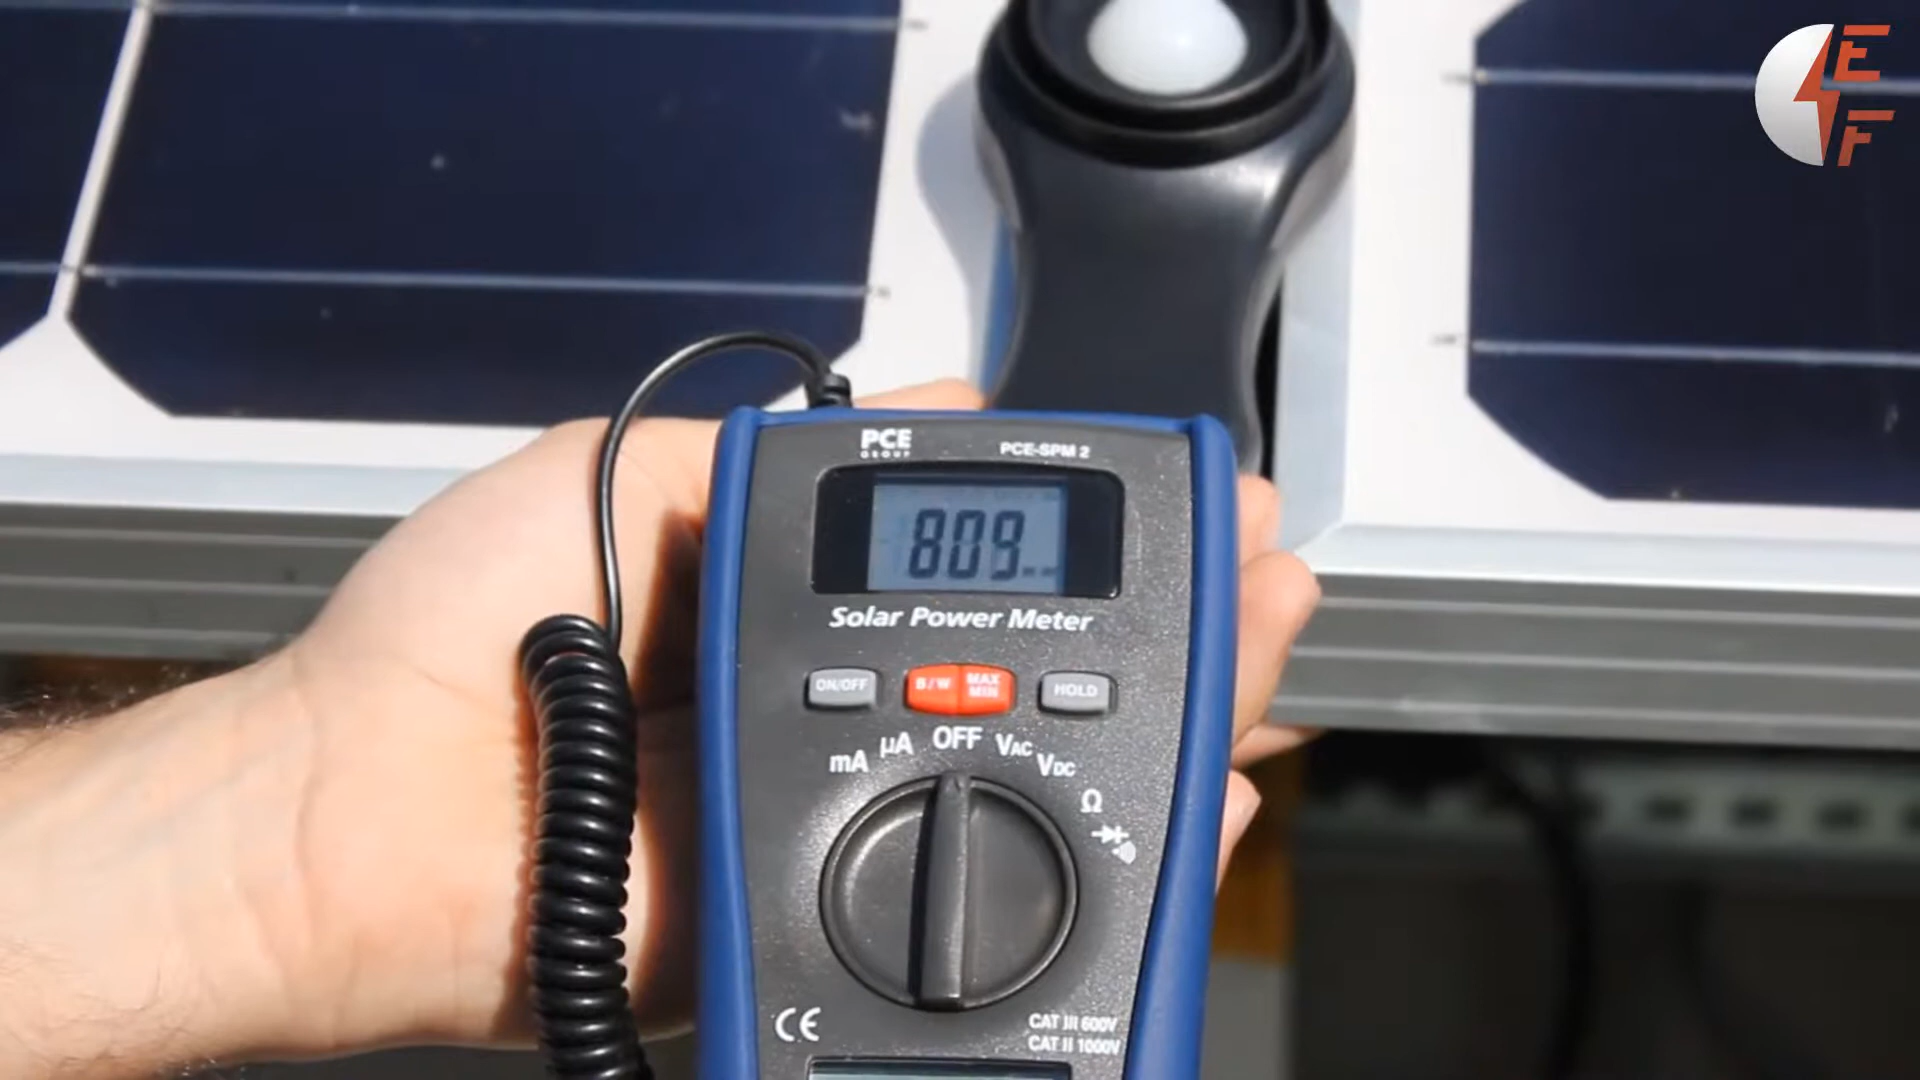 EF
PCE
GROUP
PCE-SPM 2
809
Solar Power Meter
ON/OFF
B/W
MAX
MIN
HOLD
mA
µA
OFF
VAC
VDC
Ω
CE
CAT III 600V
CAT II 1000V